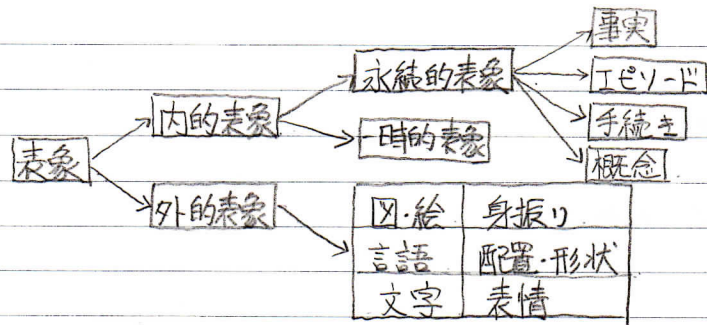 事実
永続的表象
エピソード
内的表象
手続き
一時的表象
概念
表象
外的表象
図・絵 身振り
言語 配置・形状
文字 表情